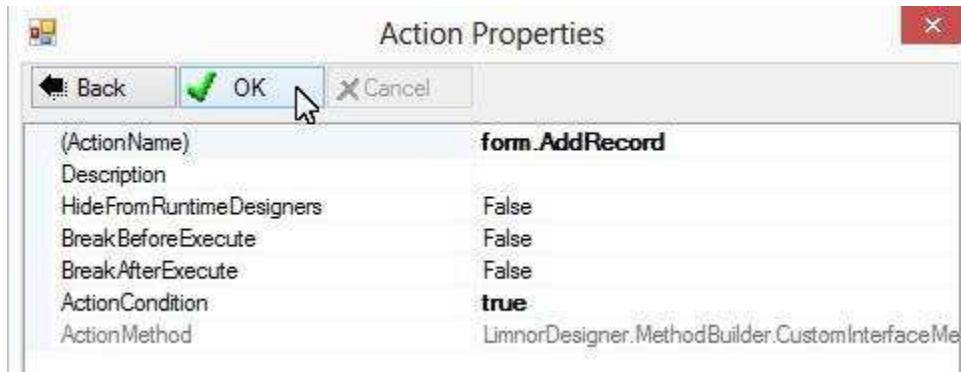 Action Properties
Back OK Cancel
(ActionName) form.AddRecord
Description
HideFromRuntimeDesigners False
BreakBeforeExecute False
BreakAfterExecute False
ActionCondition true
ActionMethod LimnorDesigner.MethodBuilder.CustomInterfaceMe